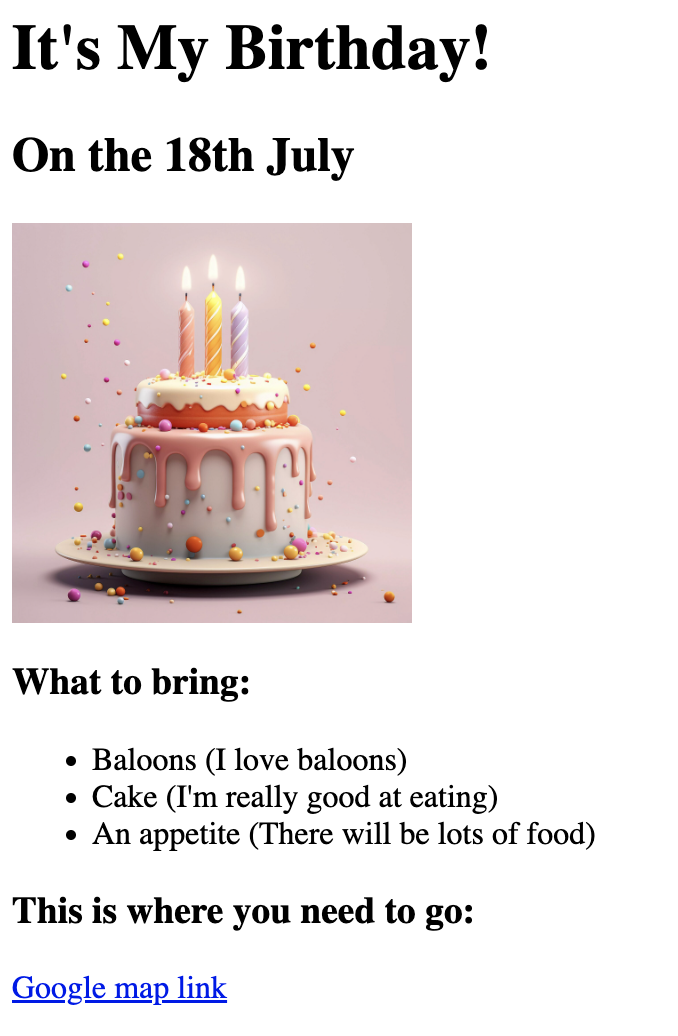 It's My Birthday!
On the 18th July
What to bring:
Baloons (I love baloons)
Cake (I'm really good at eating)
An appetite (There will be lots of food)
This is where you need to go:
Google map link